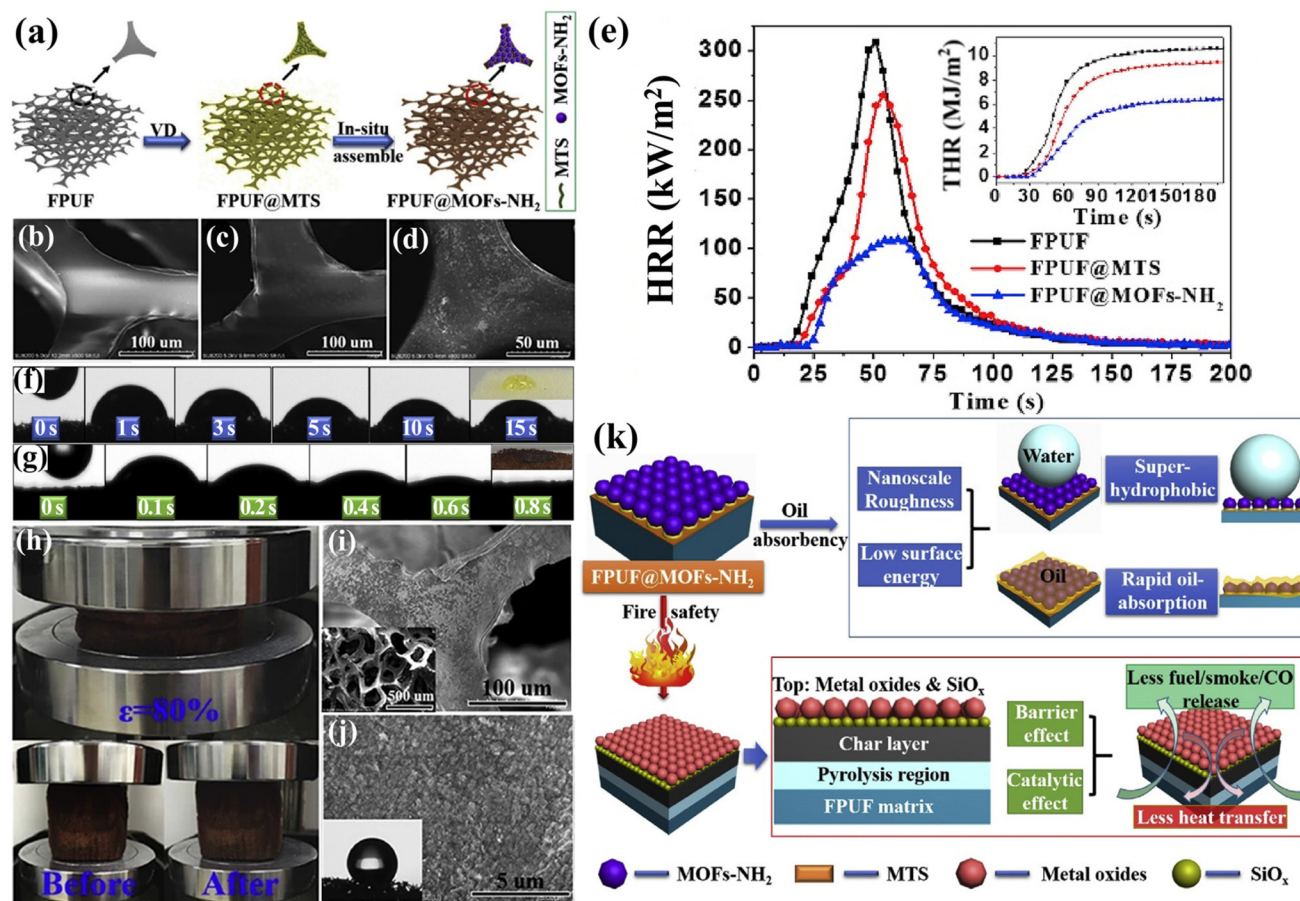 (a)
VD
In-situ
assemble
FPUF
FPUF@MTS
FPUF@MOFs-NH₂
MTS
MOFs-NH₂
(b)
100 um
(c)
100 um
(d)
50 um
(e)
HRR (kW/m²)
300
250
200
150
100
50
0
0 25 50 75 100 125 150 175 200
Time (s)
THR (MJ/m²)
10
8
6
4
2
0
0 30 60 90 120150180
Time (s)
FPUF
FPUF@MTS
FPUF@MOFs-NH₂
(f)
0 s 1 s 3 s 5 s 10 s 15 s
(g)
0 s 0.1 s 0.2 s 0.4 s 0.6 s 0.8 s
(h)
ε=80%
Before After
(i)
500 um
100 um
(j)
5 um
(k)
FPUF@MOFs-NH₂
Oil
absorbency
Nanoscale
Roughness
Low surface
energy
Water
Super-
hydrophobic
Oil
Rapid oil-
absorption
Fire safety
Top: Metal oxides & SiOₓ
Char layer
Pyrolysis region
FPUF matrix
Barrier
effect
Catalytic
effect
Less fuel/smoke/CO
release
Less heat transfer
MOFs-NH₂ MTS Metal oxides SiOₓ